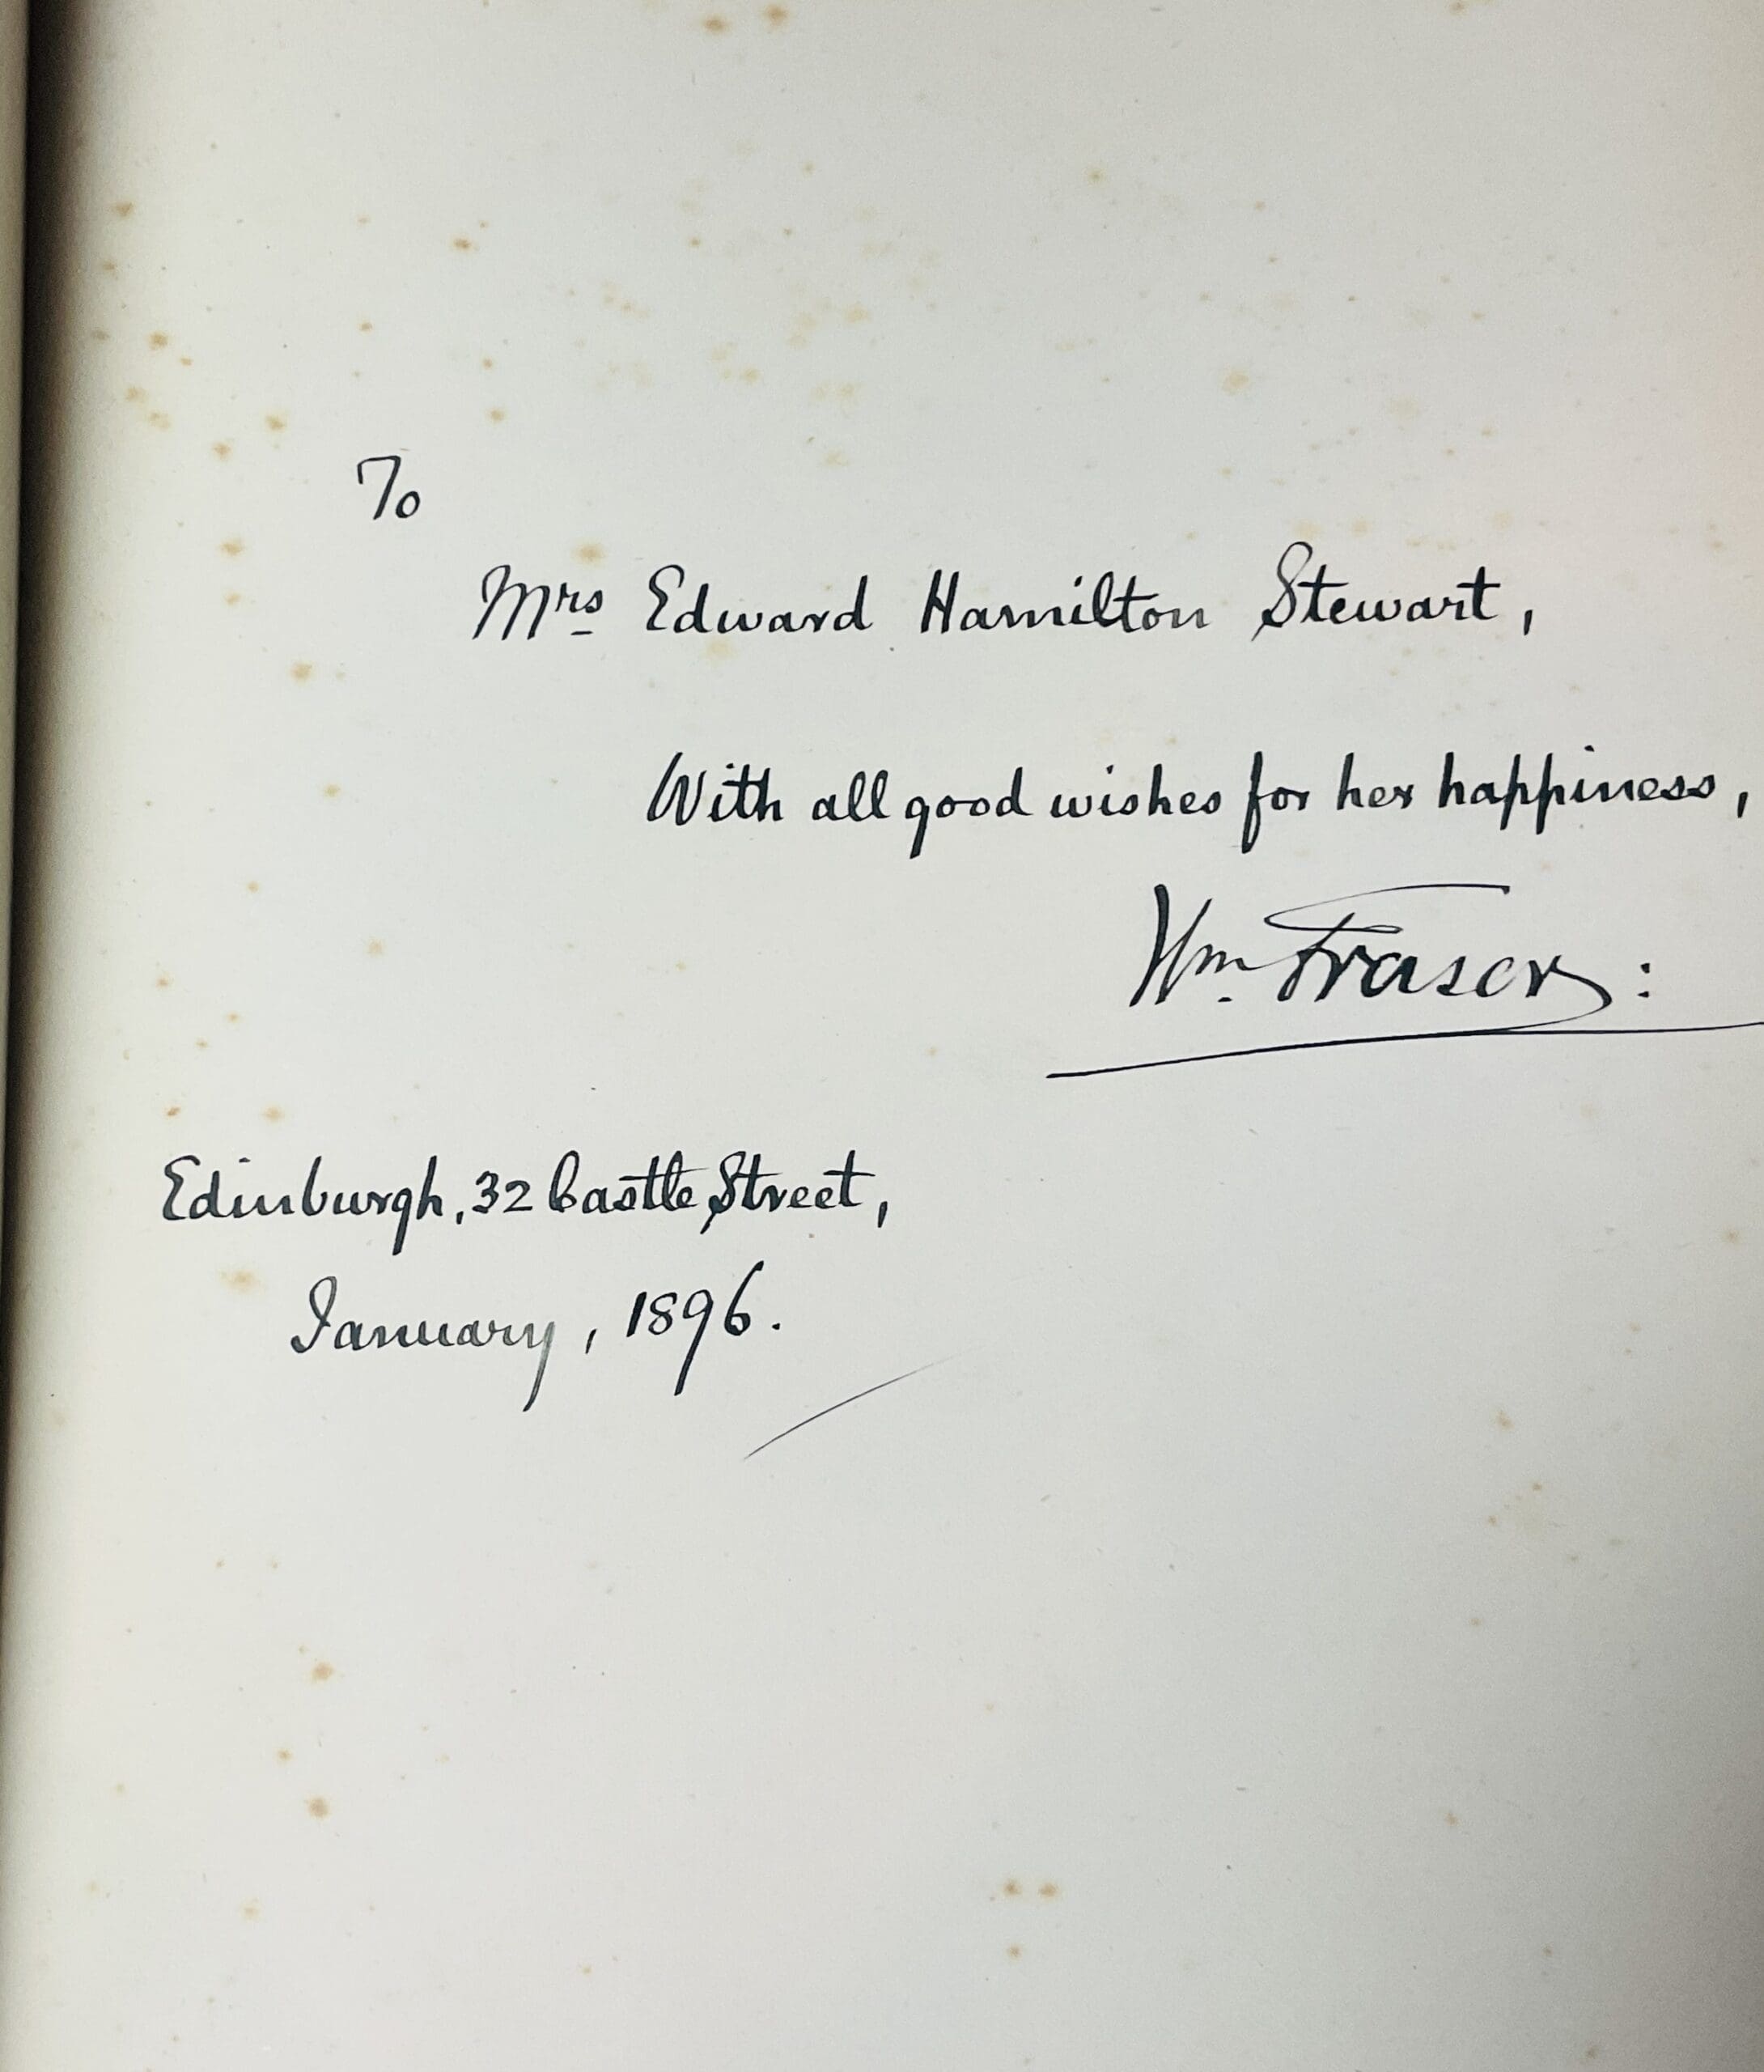 To
Mrs Edward Hamilton Stewart,
With all good wishes for her happiness,
Wm. Fraser:
Edinburgh, 32 Castle Street,
January, 1896.